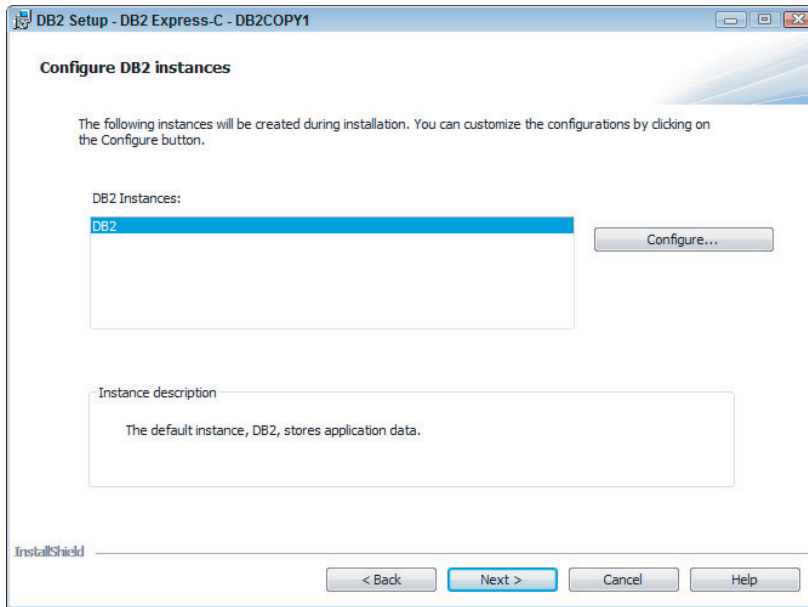 DB2 Setup - DB2 Express-C - DB2COPY1
Configure DB2 instances
The following instances will be created during installation. You can customize the configurations by clicking on
the Configure button.
DB2 Instances:
DB2
Configure...
Instance description
The default instance, DB2, stores application data.
InstallShield
< Back
Next >
Cancel
Help